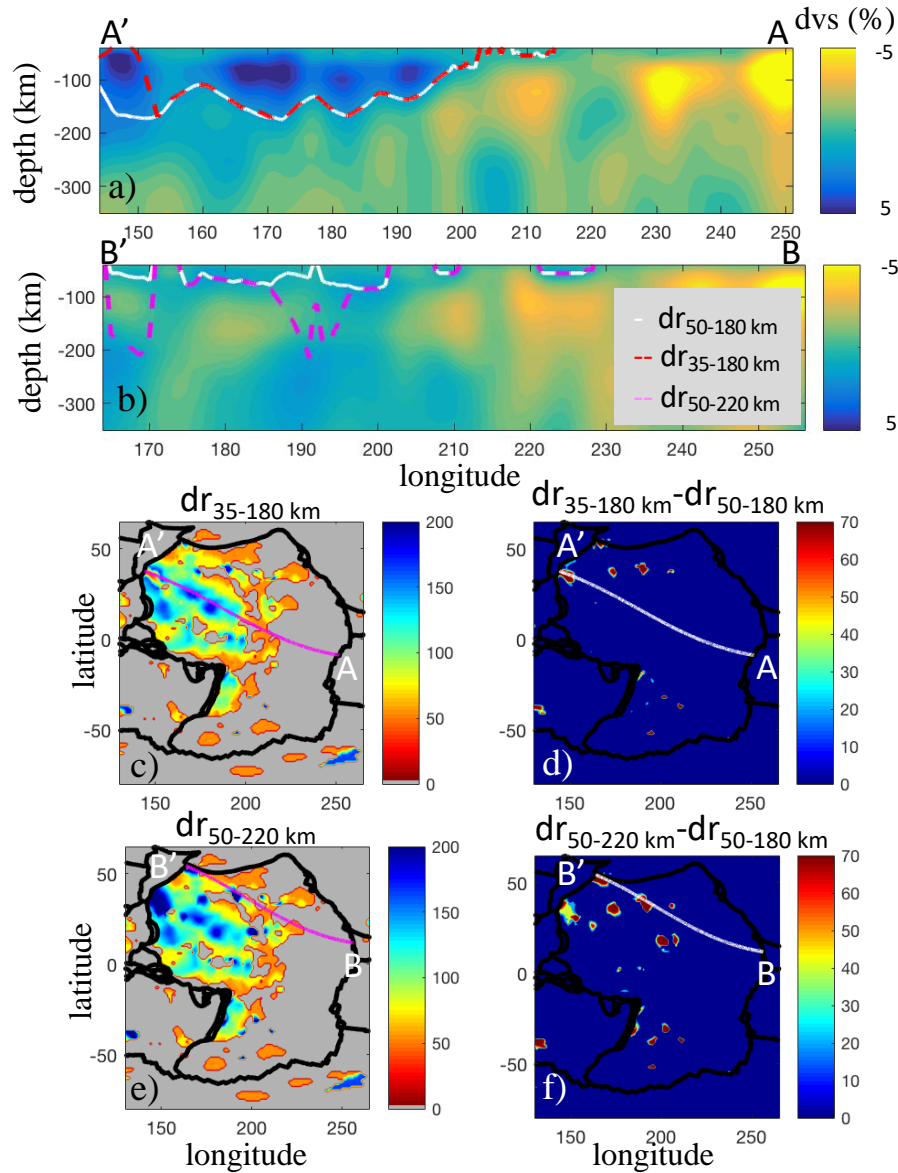 A’ A dvs (%)
-5
5
depth (km)
-100
-200
-300
a)
150 160 170 180 190 200 210 220 230 240 250
B’ B
-5
5
depth (km)
-100
-200
-300
b)
dr50-180 km
dr35-180 km
dr50-220 km
170 180 190 200 210 220 230 240 250
longitude
dr35-180 km
dr35-180 km-dr50-180 km
latitude
50
0
-50
A’
A
c)
150 200 250
200
150
100
50
0
50
0
-50
A’
A
d)
150 200 250
70
60
50
40
30
20
10
0
dr50-220 km
dr50-220 km-dr50-180 km
latitude
50
0
-50
B’
B
e)
150 200 250
longitude
200
150
100
50
0
50
0
-50
B’
B
f)
150 200 250
longitude
70
60
50
40
30
20
10
0